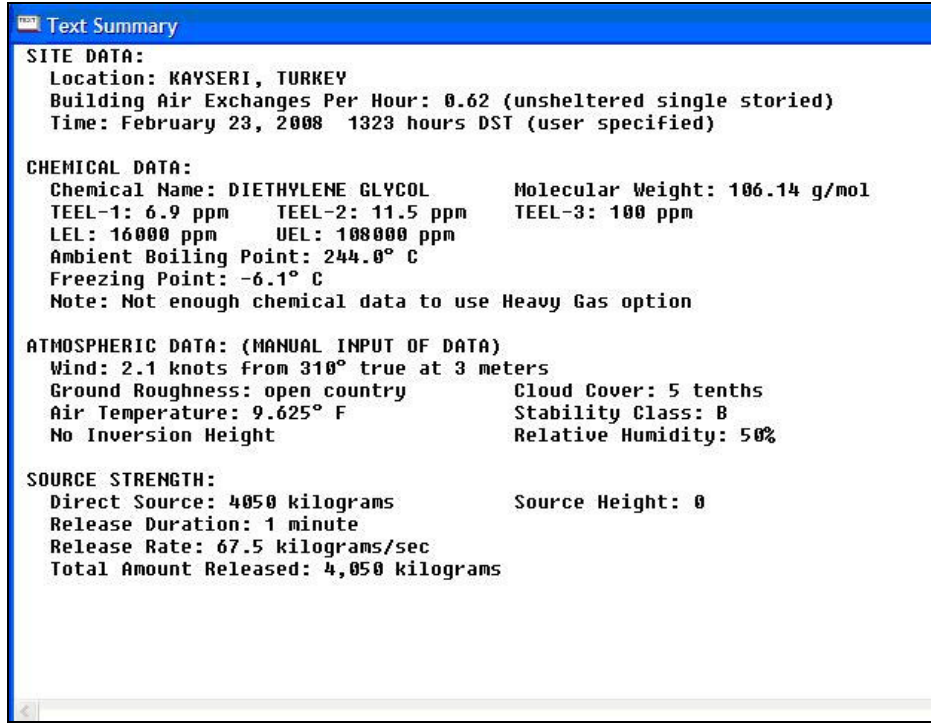 Text Summary
SITE DATA:
Location: KAYSERI, TURKEY
Building Air Exchanges Per Hour: 0.62 (unsheltered single storied)
Time: February 23, 2008 1323 hours DST (user specified)
CHEMICAL DATA:
Chemical Name: DIETHYLENE GLYCOL Molecular Weight: 106.14 g/mol
TEEL-1: 6.9 ppm TEEL-2: 11.5 ppm TEEL-3: 100 ppm
LEL: 16000 ppm UEL: 108000 ppm
Ambient Boiling Point: 244.0° C
Freezing Point: -6.1° C
Note: Not enough chemical data to use Heavy Gas option
ATMOSPHERIC DATA: (MANUAL INPUT OF DATA)
Wind: 2.1 knots from 310° true at 3 meters
Ground Roughness: open country Cloud Cover: 5 tenths
Air Temperature: 9.625° F Stability Class: B
No Inversion Height Relative Humidity: 50%
SOURCE STRENGTH:
Direct Source: 4050 kilograms Source Height: 0
Release Duration: 1 minute
Release Rate: 67.5 kilograms/sec
Total Amount Released: 4,050 kilograms